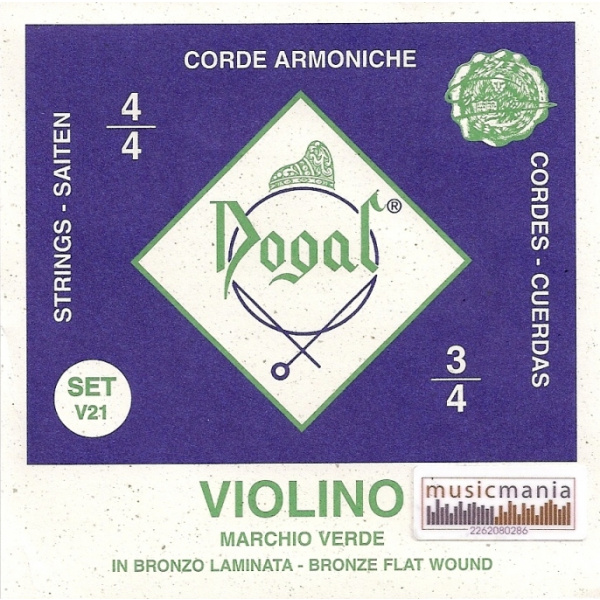 CORDE ARMONICHE
4
4
STRINGS - SAITEN
CORDES - CUERDAS
Dogal®
3
4
SET
V21
VIOLINO
musicmania
2262080286
MARCHIO VERDE
IN BRONZO LAMINATA - BRONZE FLAT WOUND